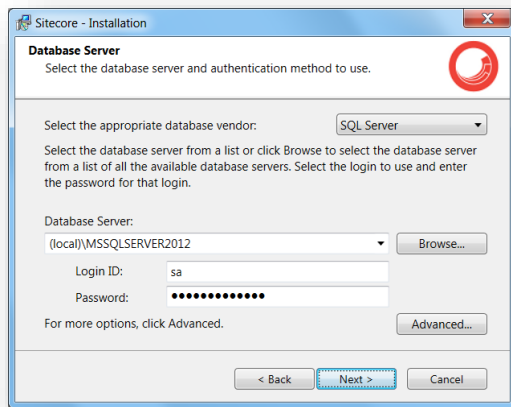 Sitecore - Installation
Database Server
Select the database server and authentication method to use.
Select the appropriate database vendor:
SQL Server
Select the database server from a list or click Browse to select the database server
from a list of all the available database servers. Select the login to use and enter
the password for that login.
Database Server:
(local)\MSSQLSERVER2012
Browse...
Login ID:
sa
Password:
●●●●●●●●●●●●●
For more options, click Advanced.
Advanced...
< Back
Next >
Cancel